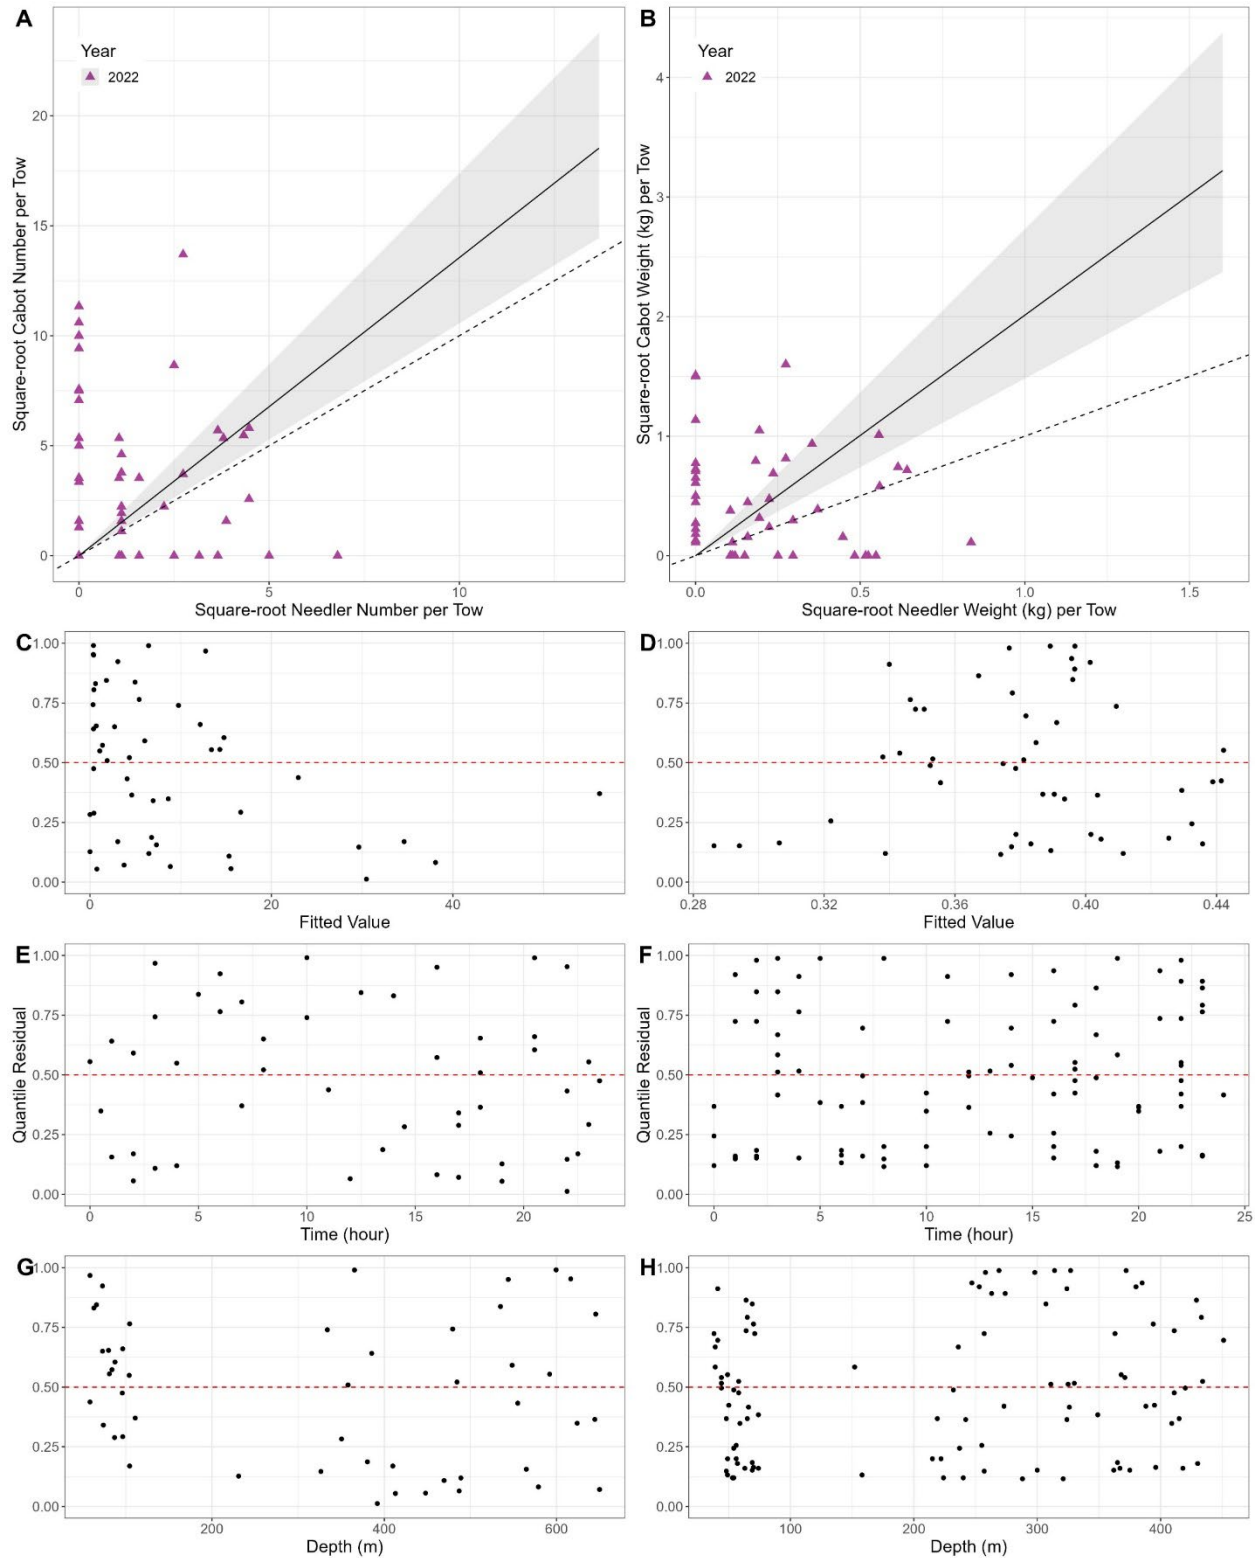 A
B
Year
2022
Year
2022
20
15
10
5
0
4
3
2
1
0
Square-root Cabot Number per Tow
Square-root Cabot Weight (kg) per Tow
0 5 10
0.0 0.5 1.0 1.5
Square-root Needler Number per Tow
Square-root Needler Weight (kg) per Tow
C
D
1.00
0.75
0.50
0.25
0.00
1.00
0.75
0.50
0.25
0.00
0 20 40
0.28 0.32 0.36 0.40 0.44
Fitted Value
Fitted Value
E
F
1.00
0.75
0.50
0.25
0.00
1.00
0.75
0.50
0.25
0.00
Quantile Residual
Quantile Residual
0 5 10 15 20
0 5 10 15 20 25
Time (hour)
Time (hour)
G
H
1.00
0.75
0.50
0.25
0.00
1.00
0.75
0.50
0.25
0.00
200 400 600
100 200 300 400
Depth (m)
Depth (m)